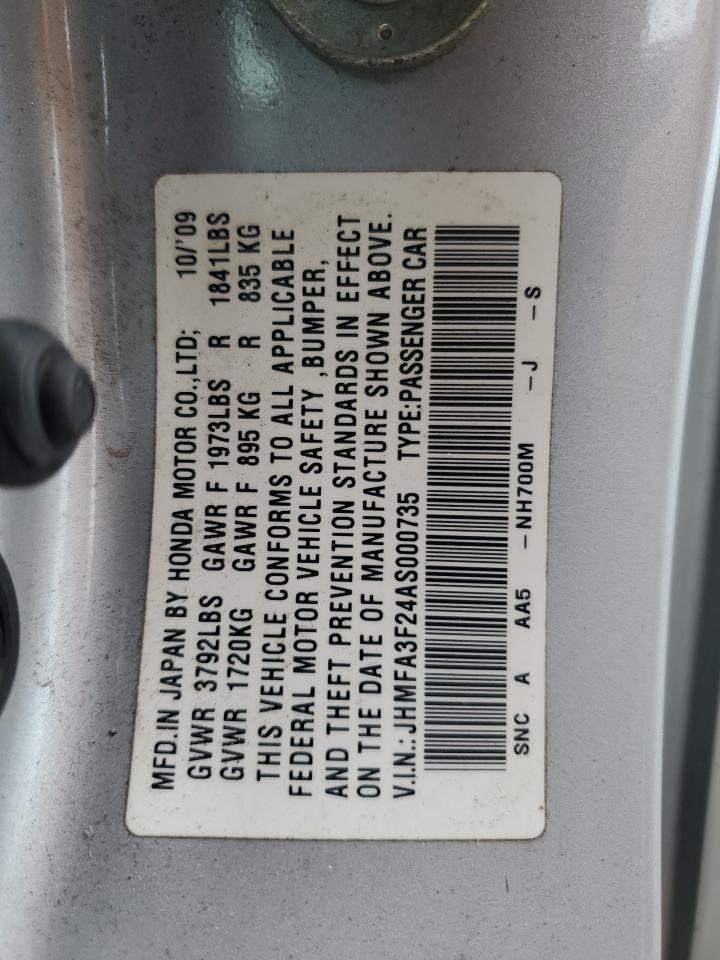 MFD.IN JAPAN BY HONDA MOTOR CO.,LTD; 10/'09
GVWR 3792LBS GAWR F 1973LBS R 1841LBS
GVWR 1720KG GAWR F 895 KG R 835 KG
THIS VEHICLE CONFORMS TO ALL APPLICABLE
FEDERAL MOTOR VEHICLE SAFETY ,BUMPER,
AND THEFT PREVENTION STANDARDS IN EFFECT
ON THE DATE OF MANUFACTURE SHOWN ABOVE.
V.I.N.: JHMFA3F24AS000735 TYPE:PASSENGER CAR
SNC A AA5 -NH700M -J -S